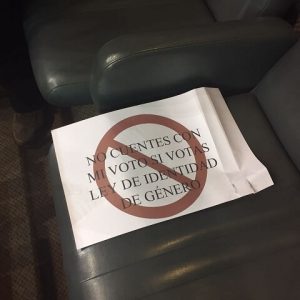 NO CUENTES CON
MI VOTO SI VOTAS
LEY DE IDENTIDAD
DE GÉNERO